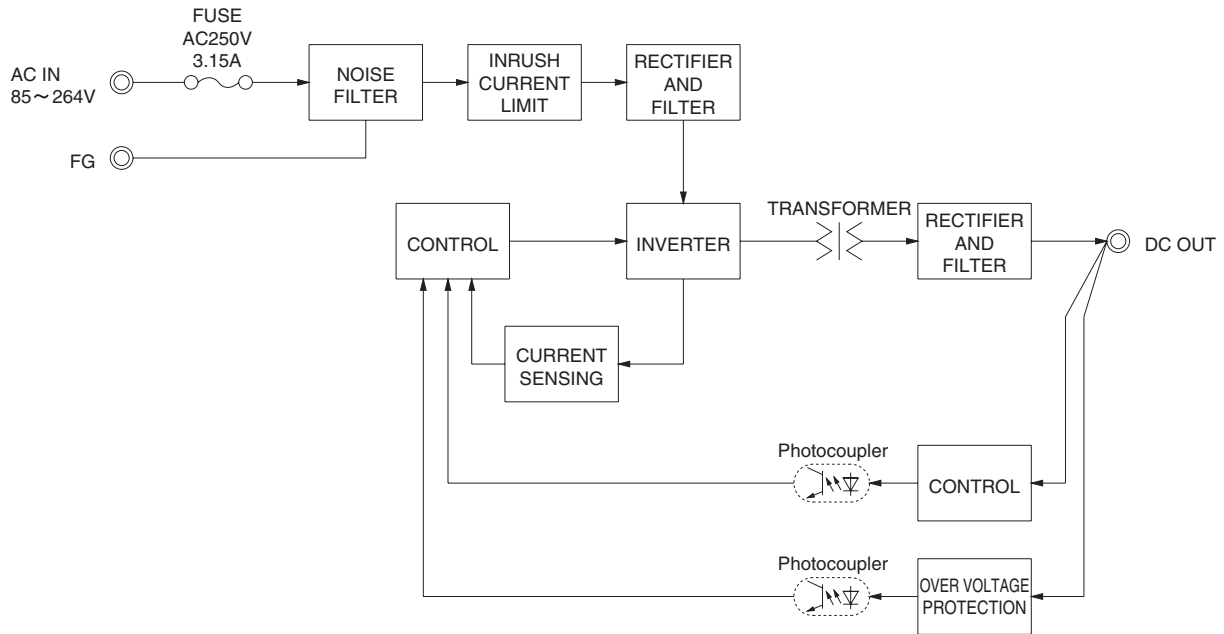 FUSE
AC250V
3.15A
AC IN
85～264V
NOISE
FILTER
INRUSH
CURRENT
LIMIT
RECTIFIER
AND
FILTER
FG
CONTROL
INVERTER
TRANSFORMER
RECTIFIER
AND
FILTER
DC OUT
CURRENT
SENSING
Photocoupler
CONTROL
Photocoupler
OVER VOLTAGE
PROTECTION